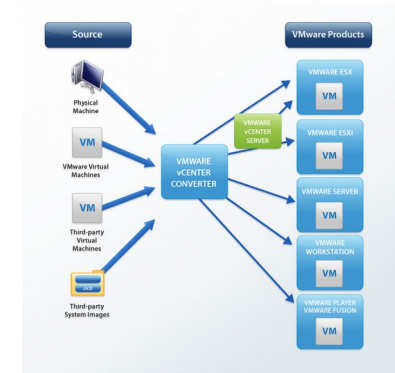 Source
VMware Products
Physical
Machine
VM
VMware Virtual
Machines
VM
Third-party
Virtual
Machines
Third-party
System Images
VMWARE
vCENTER
CONVERTER
VMWARE
vCENTER
SERVER
VMWARE ESX
VM
VMWARE ESXi
VM
VMWARE SERVER
VM
VMWARE
WORKSTATION
VM
VMWARE PLAYER
VMWARE FUSION
VM